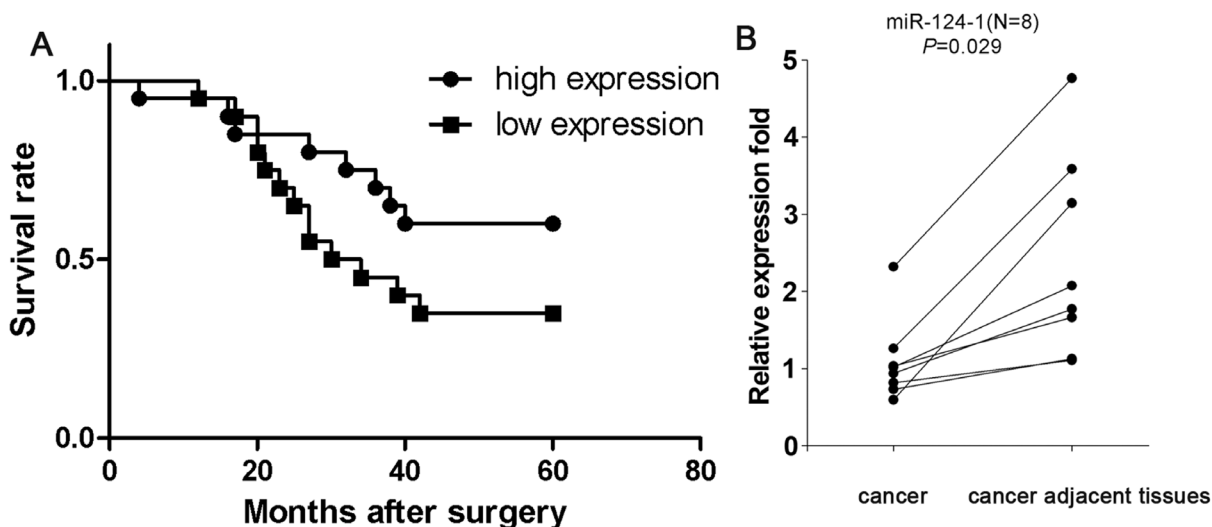 A
1.0
0.5
0.0
0
20
40
60
80
Survival rate
Months after surgery
high expression
low expression
B
miR-124-1(N=8)
P=0.029
5
4
3
2
1
0
Relative expression fold
cancer
cancer adjacent tissues